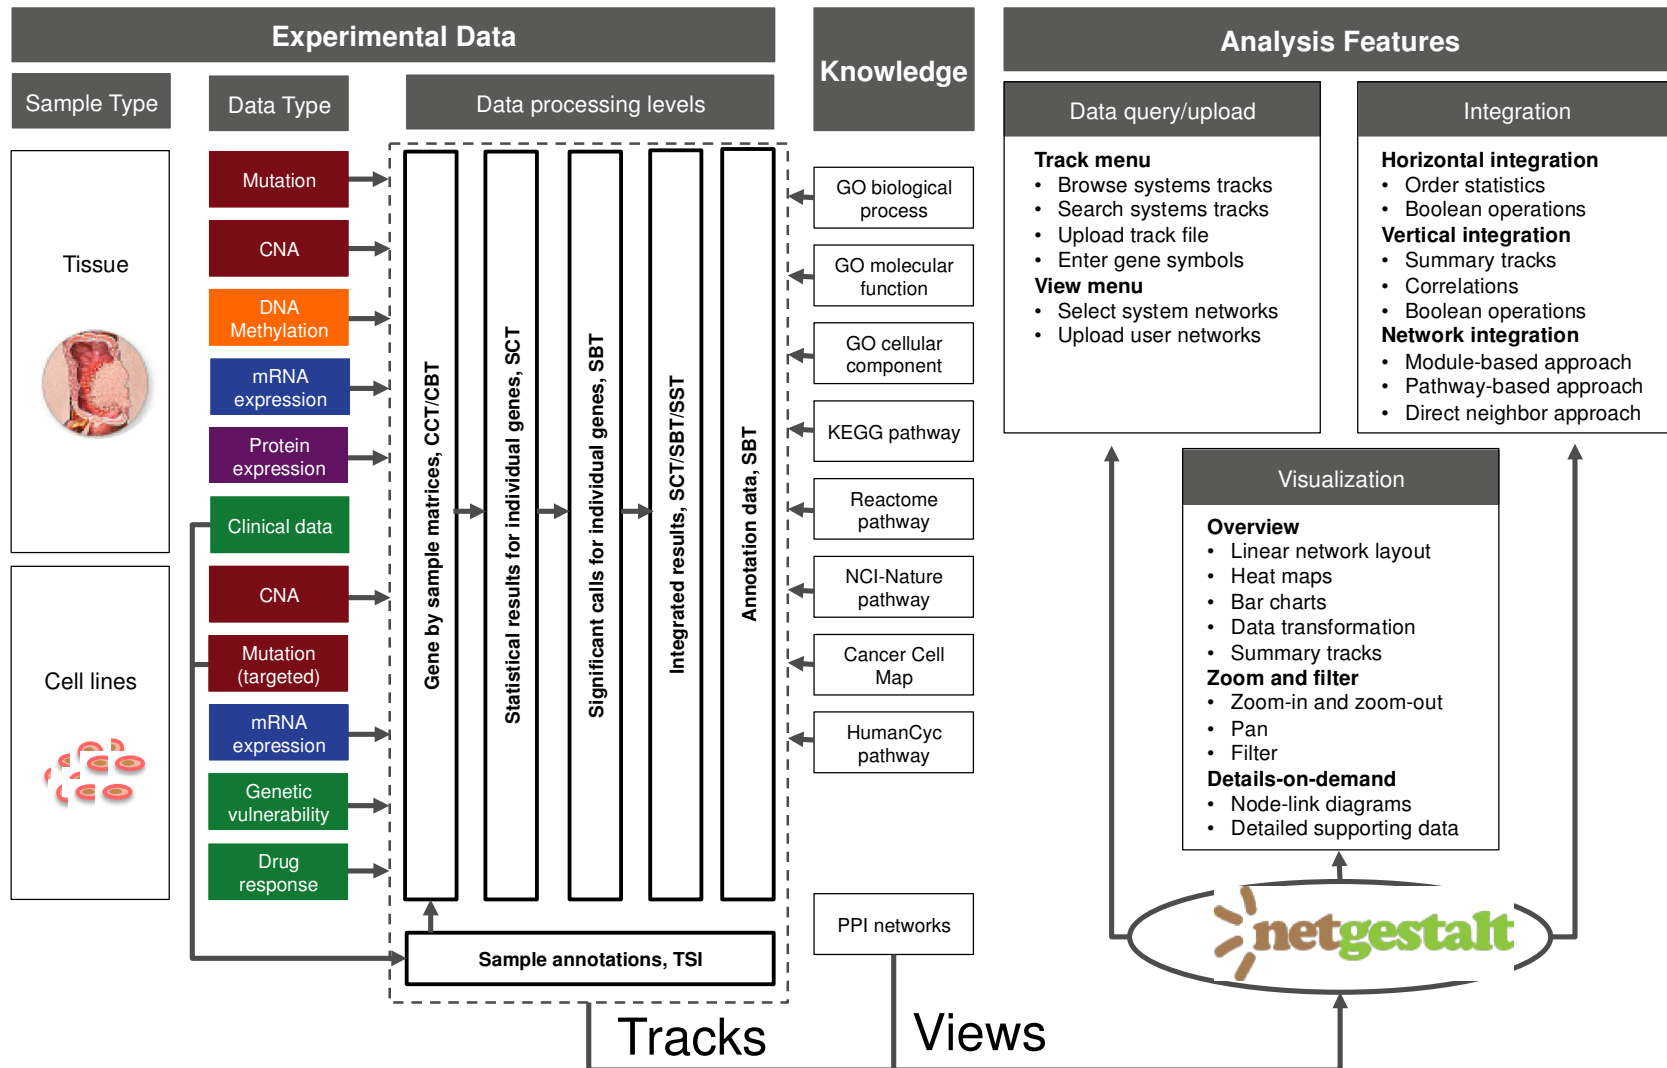 Experimental Data
Sample Type
Data Type
Data processing levels
Tissue
Cell lines
Mutation
CNA
DNA
Methylation
mRNA
expression
Protein
expression
Clinical data
CNA
Mutation
(targeted)
mRNA
expression
Genetic
vulnerability
Drug
response
Gene by sample matrices, CCT/CBT
Statistical results for individual genes, SCT
Significant calls for individual genes, SBT
Integrated results, SCT/SBT/SST
Annotation data, SBT
Sample annotations, TSI
Knowledge
GO biological
process
GO molecular
function
GO cellular
component
KEGG pathway
Reactome
pathway
NCI-Nature
pathway
Cancer Cell
Map
HumanCyc
pathway
PPI networks
Tracks
Views
Analysis Features
Data query/upload
Track menu
• Browse systems tracks
• Search systems tracks
• Upload track file
• Enter gene symbols
View menu
• Select system networks
• Upload user networks
Integration
Horizontal integration
• Order statistics
• Boolean operations
Vertical integration
• Summary tracks
• Correlations
• Boolean operations
Network integration
• Module-based approach
• Pathway-based approach
• Direct neighbor approach
Visualization
Overview
• Linear network layout
• Heat maps
• Bar charts
• Data transformation
• Summary tracks
Zoom and filter
• Zoom-in and zoom-out
• Pan
• Filter
Details-on-demand
• Node-link diagrams
• Detailed supporting data
netgestalt